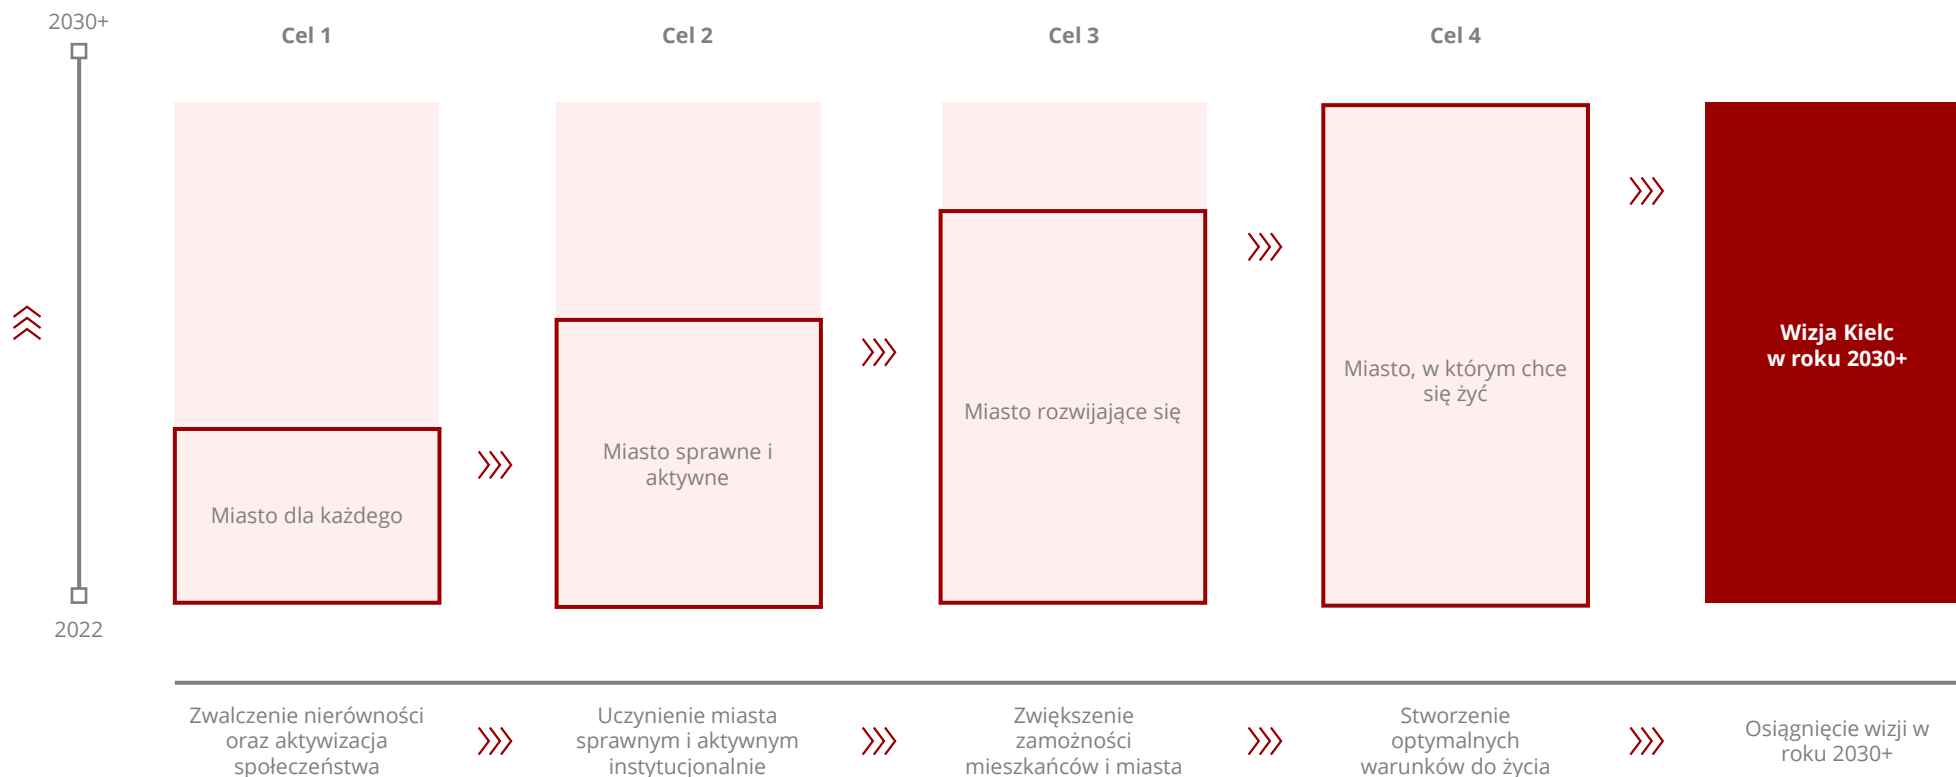 2030+
Cel 1
Cel 2
Cel 3
Cel 4
Miasto dla każdego
Miasto sprawne i
aktywne
Miasto rozwijające się
Miasto, w którym chce
się żyć
Wizja Kielc
w roku 2030+
2022
Zwalczenie nierówności
oraz aktywizacja
społeczeństwa
Uczynienie miasta
sprawnym i aktywnym
instytucjonalnie
Zwiększenie
zamożności
mieszkańców i miasta
Stworzenie
optymalnych
warunków do życia
Osiągnięcie wizji w
roku 2030+